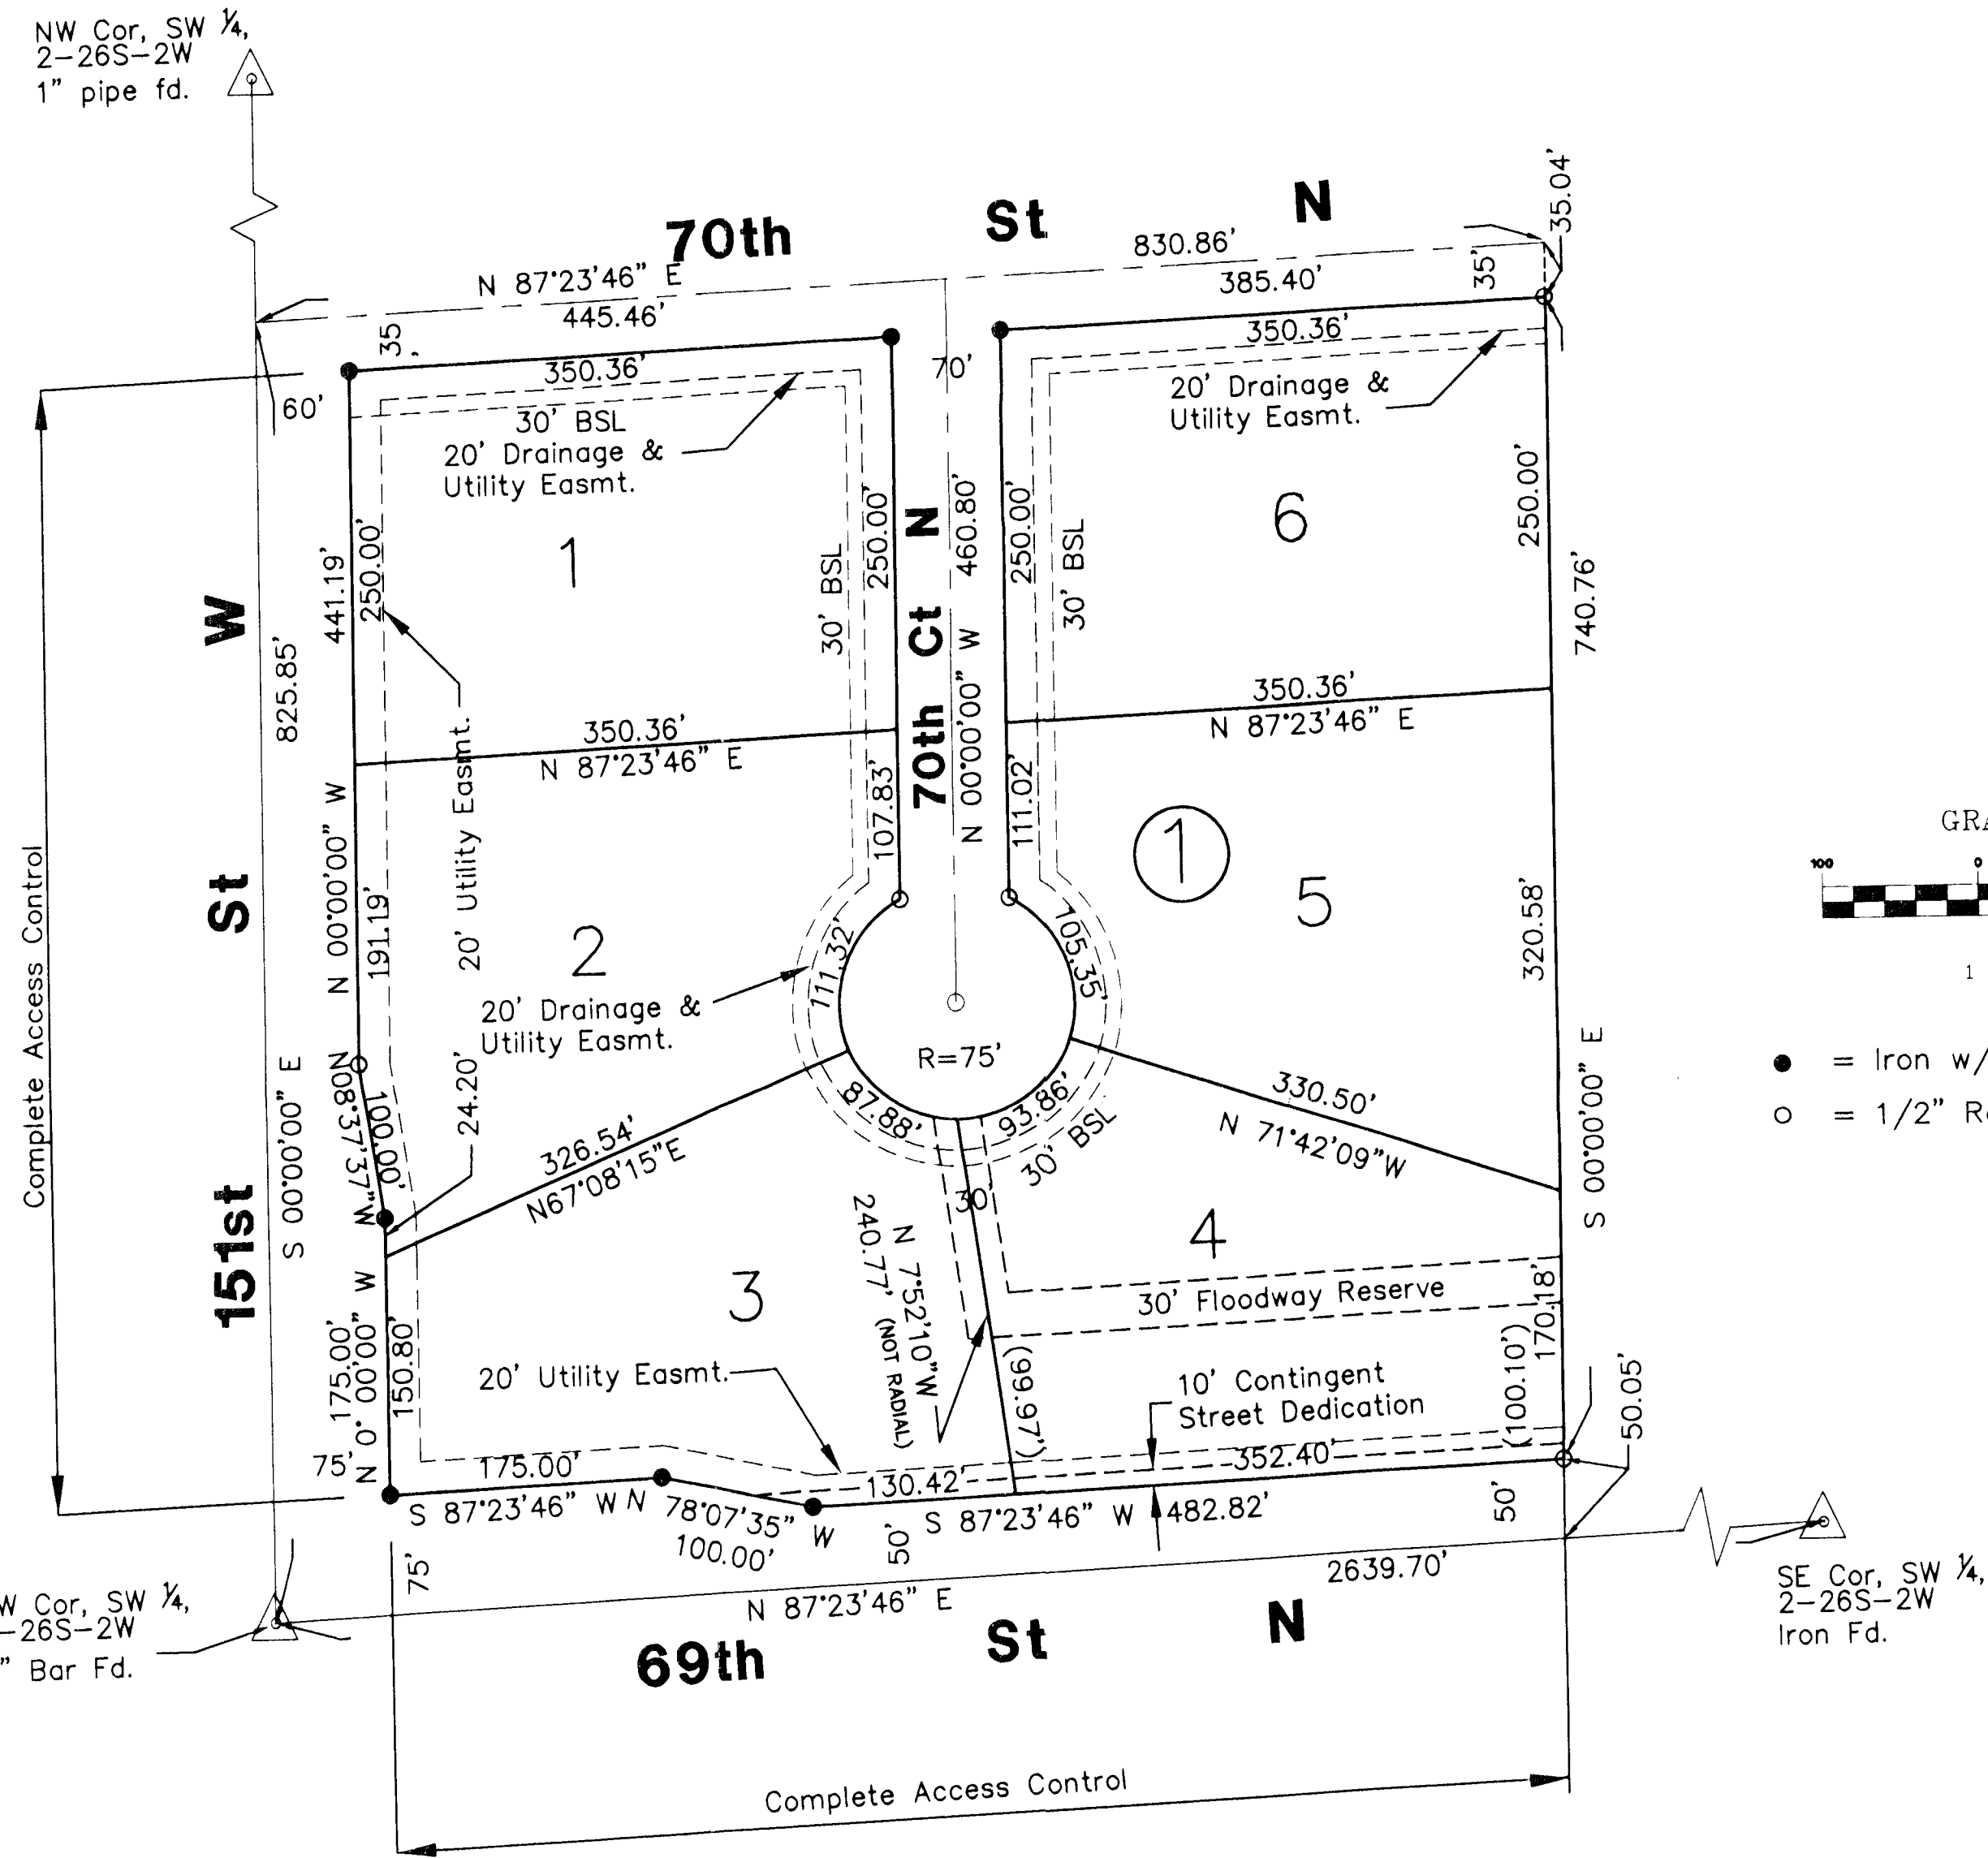 NW Cor, SW ¼,
2-26S-2W
1" pipe fd.
70th St N
830.86'
35.04'
N 87°23'46" E
445.46'
385.40'
35'
35'
350.36'
350.36'
70'
60'
30' BSL
20' Drainage &
Utility Easmt.
20' Drainage &
Utility Easmt.
1
6
441.19'
250.00'
250.00'
30' BSL
70th Ct N
460.80'
N 00°00'00" W
250.00'
30' BSL
250.00'
740.76'
151st St W
825.85'
S 00°00'00" E
Complete Access Control
350.36'
N 87°23'46" E
350.36'
N 87°23'46" E
20' Utility Easmt.
107.83'
111.02'
1
N 00°00'00" W
191.19'
2
5
320.58'
111.32'
105.35'
20' Drainage &
Utility Easmt.
R=75'
N08°37'37"W
100.00'
24.20'
87.88'
93.86'
30' BSL
326.54'
N67°08'15"E
330.50'
N 71°42'09"W
S 00°00'00" E
GRA
100
0
1
= Iron w/
= 1/2" R
30'
N 7°52'10"W
240.77' (NOT RADIAL)
3
4
30' Floodway Reserve
170.18'
(100.10')
(99.97')
175.00'
N 0°00'00" W
150.80'
20' Utility Easmt.
10' Contingent
Street Dedication
50.05'
75'
175.00'
130.42'
352.40'
S 87°23'46" W
N 78°07'35" W
100.00'
S 87°23'46" W
482.82'
50'
50'
75'
N 87°23'46" E
2639.70'
W Cor, SW ¼,
-26S-2W
" Bar Fd.
SE Cor, SW ¼,
2-26S-2W
Iron Fd.
69th St N
Complete Access Control